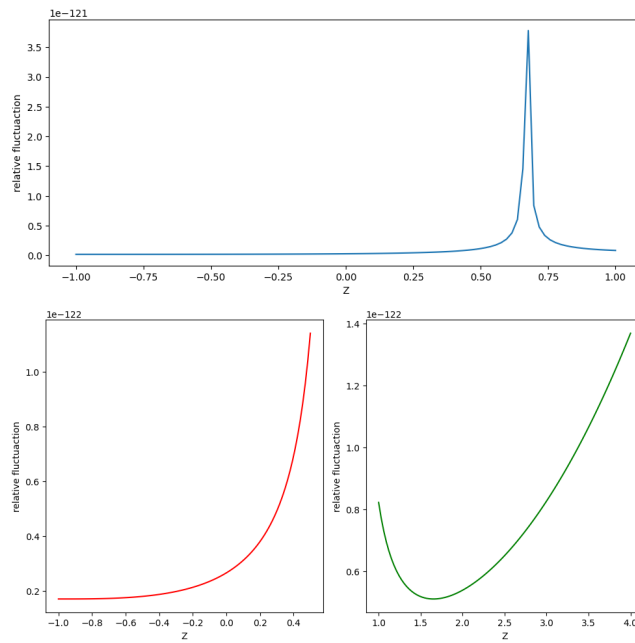 1e−121
3.5
3.0
2.5
2.0
1.5
1.0
0.5
0.0
relative fluctuaction
−1.00 −0.75 −0.50 −0.25 0.00 0.25 0.50 0.75 1.00
Z
1e−122
1.0
0.8
0.6
0.4
0.2
relative fluctuaction
−1.0 −0.8 −0.6 −0.4 −0.2 0.0 0.2 0.4
Z
1e−122
1.4
1.2
1.0
0.8
0.6
relative fluctuaction
1.0 1.5 2.0 2.5 3.0 3.5 4.0
Z